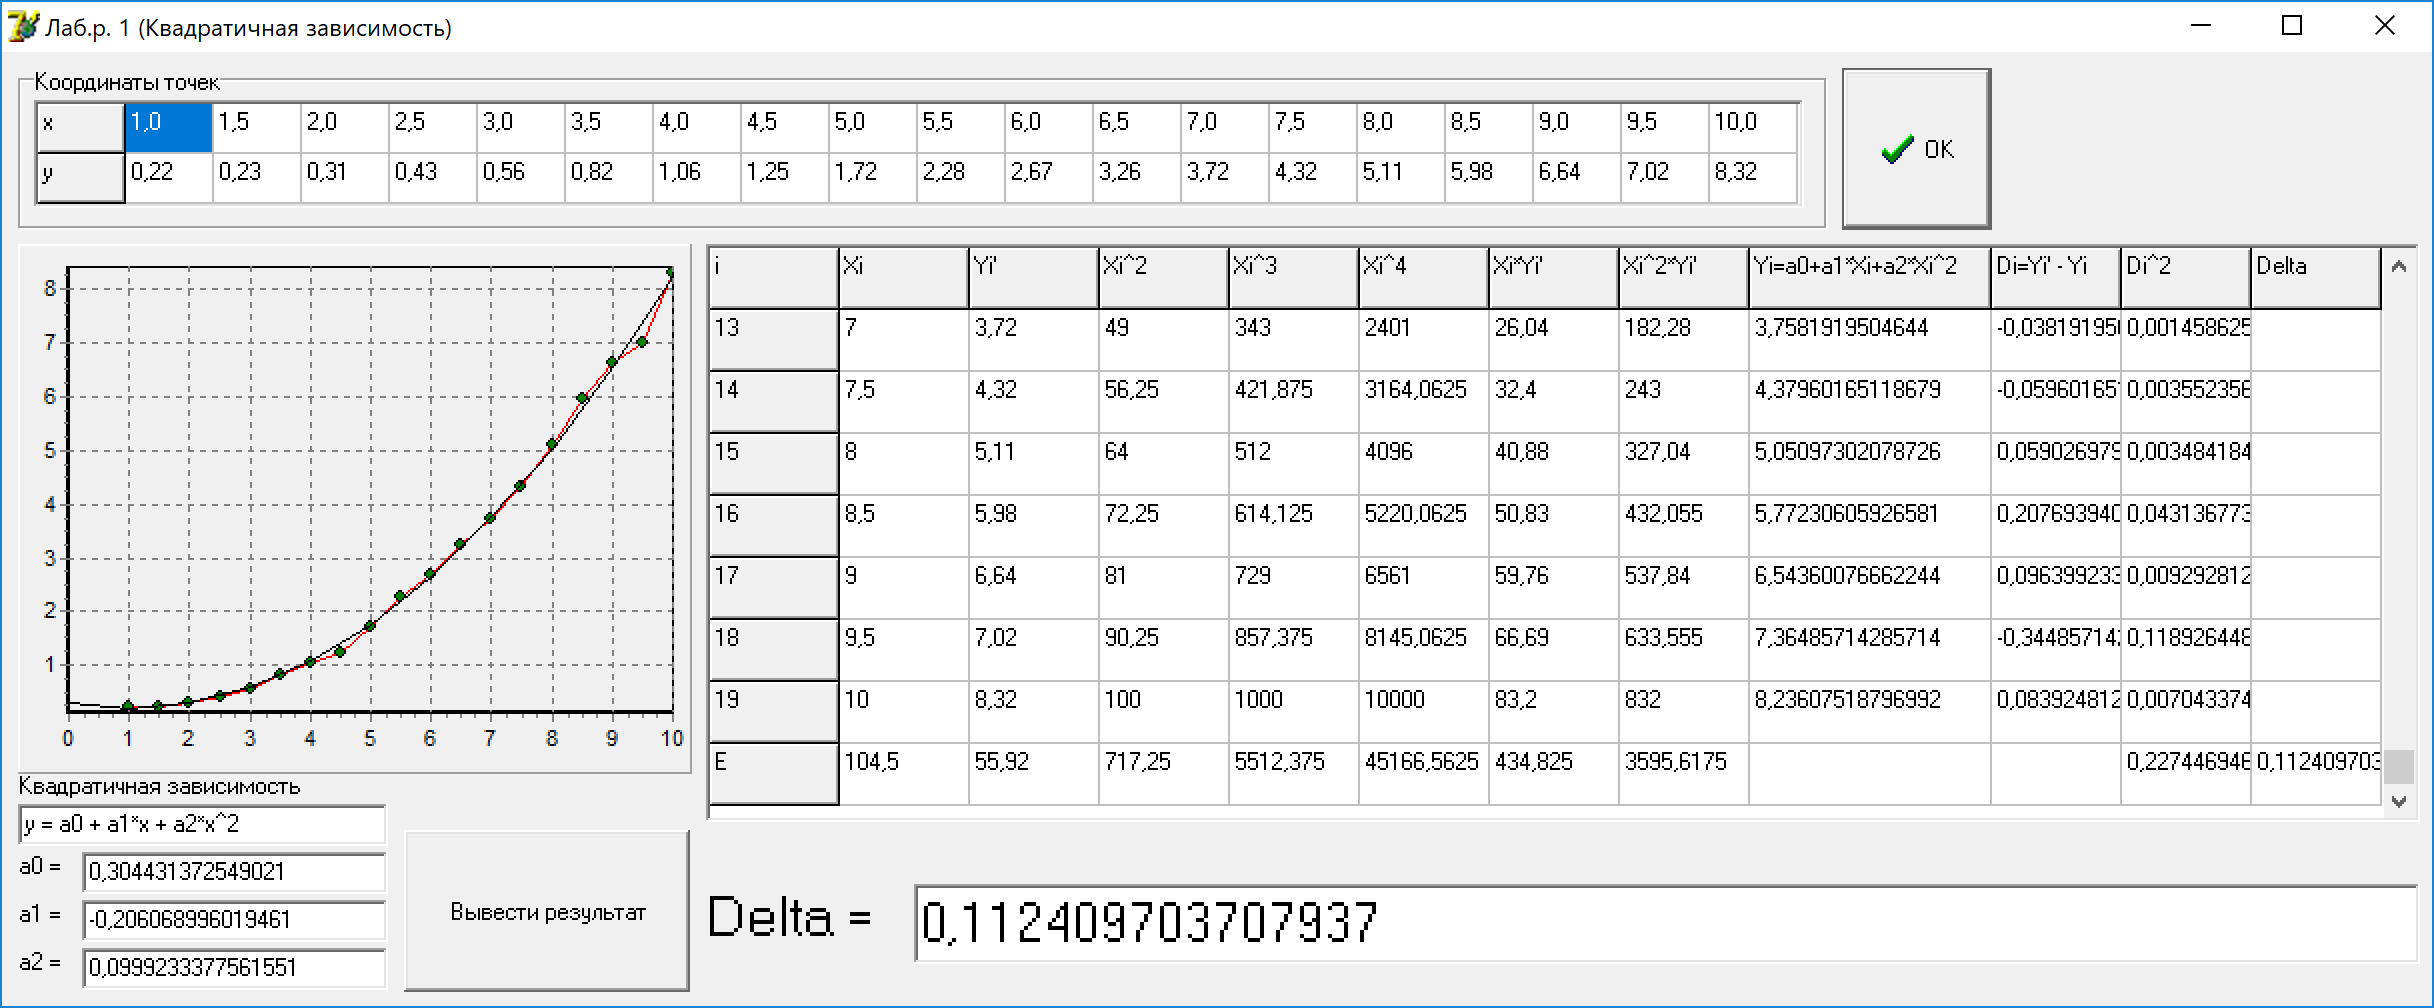 Лаб.р. 1 (Квадратичная зависимость)
Координаты точек
x 1,0 1,5 2,0 2,5 3,0 3,5 4,0 4,5 5,0 5,5 6,0 6,5 7,0 7,5 8,0 8,5 9,0 9,5 10,0
y 0,22 0,23 0,31 0,43 0,56 0,82 1,06 1,25 1,72 2,28 2,67 3,26 3,72 4,32 5,11 5,98 6,64 7,02 8,32
OK
8
7
6
5
4
3
2
1
0 1 2 3 4 5 6 7 8 9 10
i Xi Yi' Xi^2 Xi^3 Xi^4 Xi*Yi' Xi^2*Yi' Yi=a0+a1*Xi+a2*Xi^2 Di=Yi' - Yi Di^2 Delta
13 7 3,72 49 343 2401 26,04 182,28 3,7581919504644 -0,03819195 0,001458625
14 7,5 4,32 56,25 421,875 3164,0625 32,4 243 4,37960165118679 -0,05960165 0,003552356
15 8 5,11 64 512 4096 40,88 327,04 5,05097302078726 0,059026979 0,003484184
16 8,5 5,98 72,25 614,125 5220,0625 50,83 432,055 5,77230605926581 0,207693940 0,043136773
17 9 6,64 81 729 6561 59,76 537,84 6,54360076662244 0,096399233 0,009292812
18 9,5 7,02 90,25 857,375 8145,0625 66,69 633,555 7,36485714285714 -0,34485714 0,118926448
19 10 8,32 100 1000 10000 83,2 832 8,23607518796992 0,083924812 0,007043374
E 104,5 55,92 717,25 5512,375 45166,5625 434,825 3595,6175 0,227446946 0,112409703
Квадратичная зависимость
y = a0 + a1*x + a2*x^2
a0 = 0,304431372549021
a1 = -0,206068996019461
a2 = 0,0999233377561551
Вывести результат
Delta = 0,112409703707937